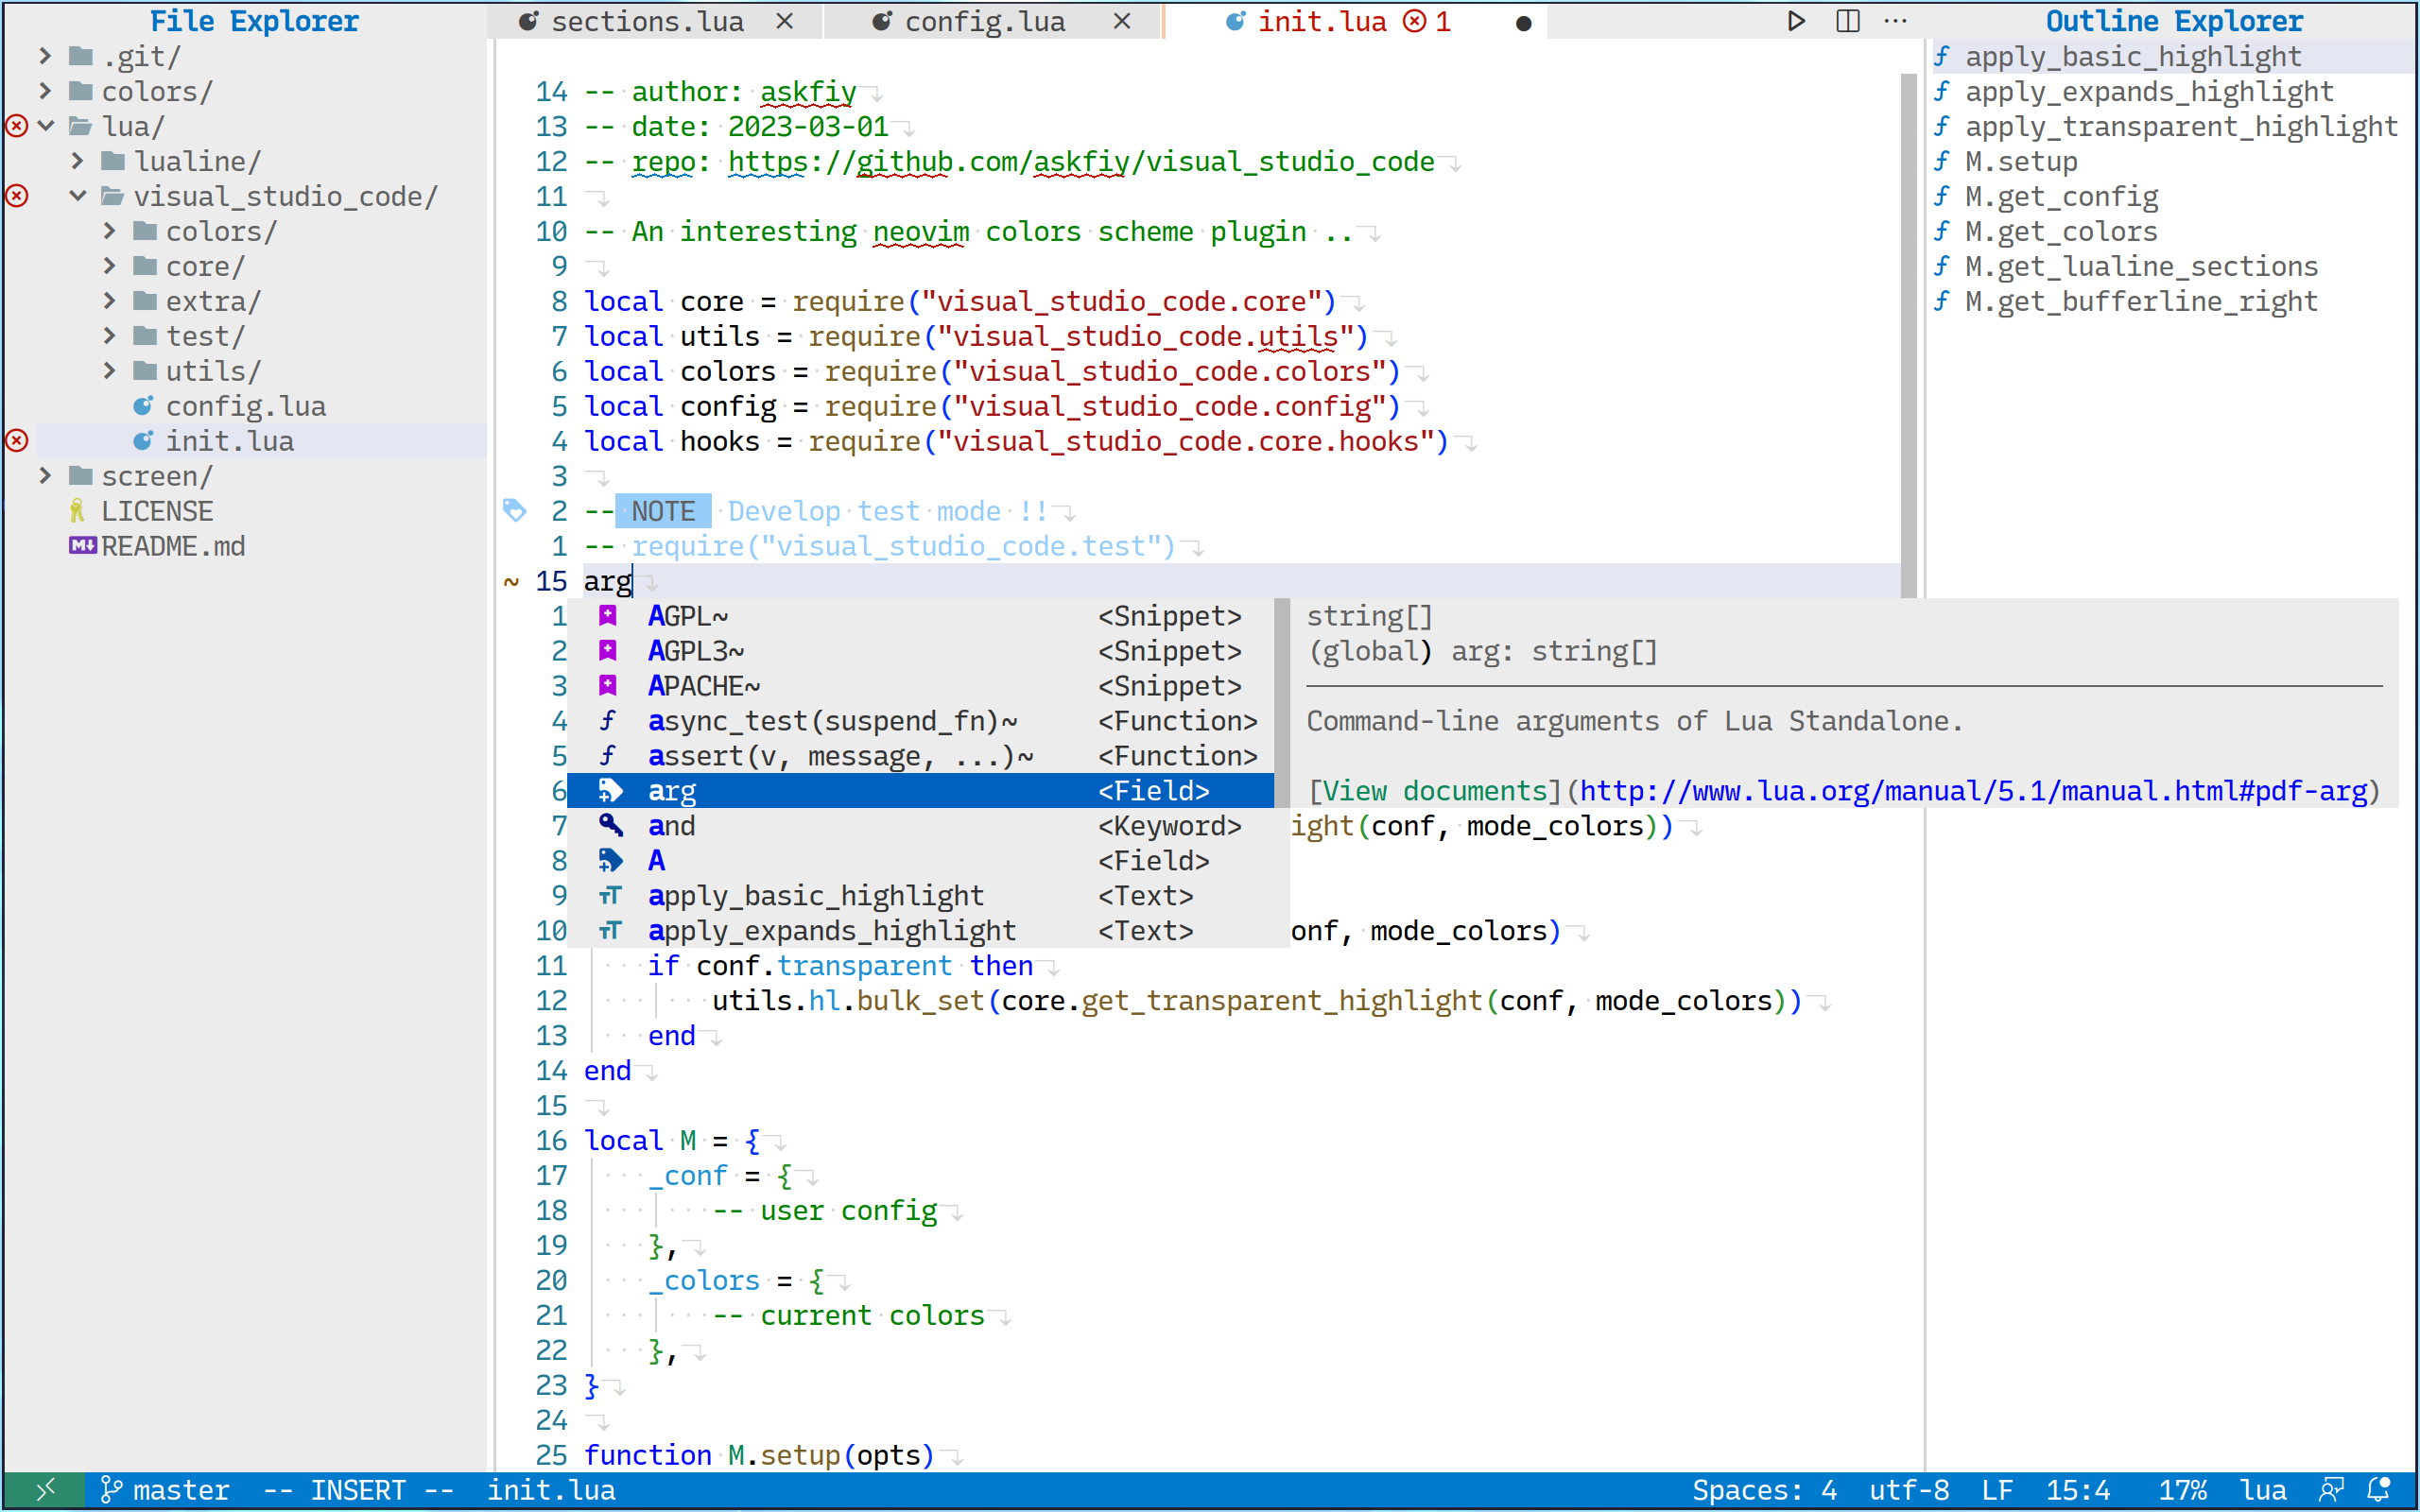 File Explorer
.git/
colors/
lua/
lualine/
visual_studio_code/
colors/
core/
extra/
test/
utils/
config.lua
init.lua
screen/
LICENSE
README.md
sections.lua × config.lua × init.lua 1 ●
14 -- author: askfiy
13 -- date: 2023-03-01
12 -- repo: https://github.com/askfiy/visual_studio_code
11
10 -- An interesting neovim colors scheme plugin ..
9
8 local core = require("visual_studio_code.core")
7 local utils = require("visual_studio_code.utils")
6 local colors = require("visual_studio_code.colors")
5 local config = require("visual_studio_code.config")
4 local hooks = require("visual_studio_code.core.hooks")
3
2 -- NOTE Develop test mode !!
1 -- require("visual_studio_code.test")
~ 15 arg
1 AGPL~ <Snippet> string[]
2 AGPL3~ <Snippet> (global) arg: string[]
3 APACHE~ <Snippet>
4 async_test(suspend_fn)~ <Function> Command-line arguments of Lua Standalone.
5 assert(v, message, ...)~ <Function>
6 arg <Field> [View documents](http://www.lua.org/manual/5.1/manual.html#pdf-arg)
7 and <Keyword> ight(conf, mode_colors))
8 A <Field>
9 apply_basic_highlight <Text>
10 apply_expands_highlight <Text> onf, mode_colors)
11 if conf.transparent then
12 utils.hl.bulk_set(core.get_transparent_highlight(conf, mode_colors))
13 end
14 end
15
16 local M = {
17 _conf = {
18 -- user config
19 },
20 _colors = {
21 -- current colors
22 },
23 }
24
25 function M.setup(opts)
Outline Explorer
apply_basic_highlight
apply_expands_highlight
apply_transparent_highlight
M.setup
M.get_config
M.get_colors
M.get_lualine_sections
M.get_bufferline_right
master -- INSERT -- init.lua Spaces: 4 utf-8 LF 15:4 17% lua